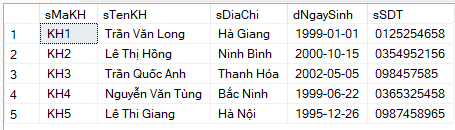 sMaKH sTenKH sDiaChi dNgaySinh sSDT
1 KH1 Trần Văn Long Hà Giang 1999-01-01 0125254658
2 KH2 Lê Thị Hồng Ninh Bình 2000-10-15 0354952156
3 KH3 Trần Quốc Anh Thanh Hóa 2002-05-05 098457585
4 KH4 Nguyễn Văn Tùng Bắc Ninh 1999-06-22 0365325458
5 KH5 Lê Thi Giang Hà Nội 1995-12-26 0987458965